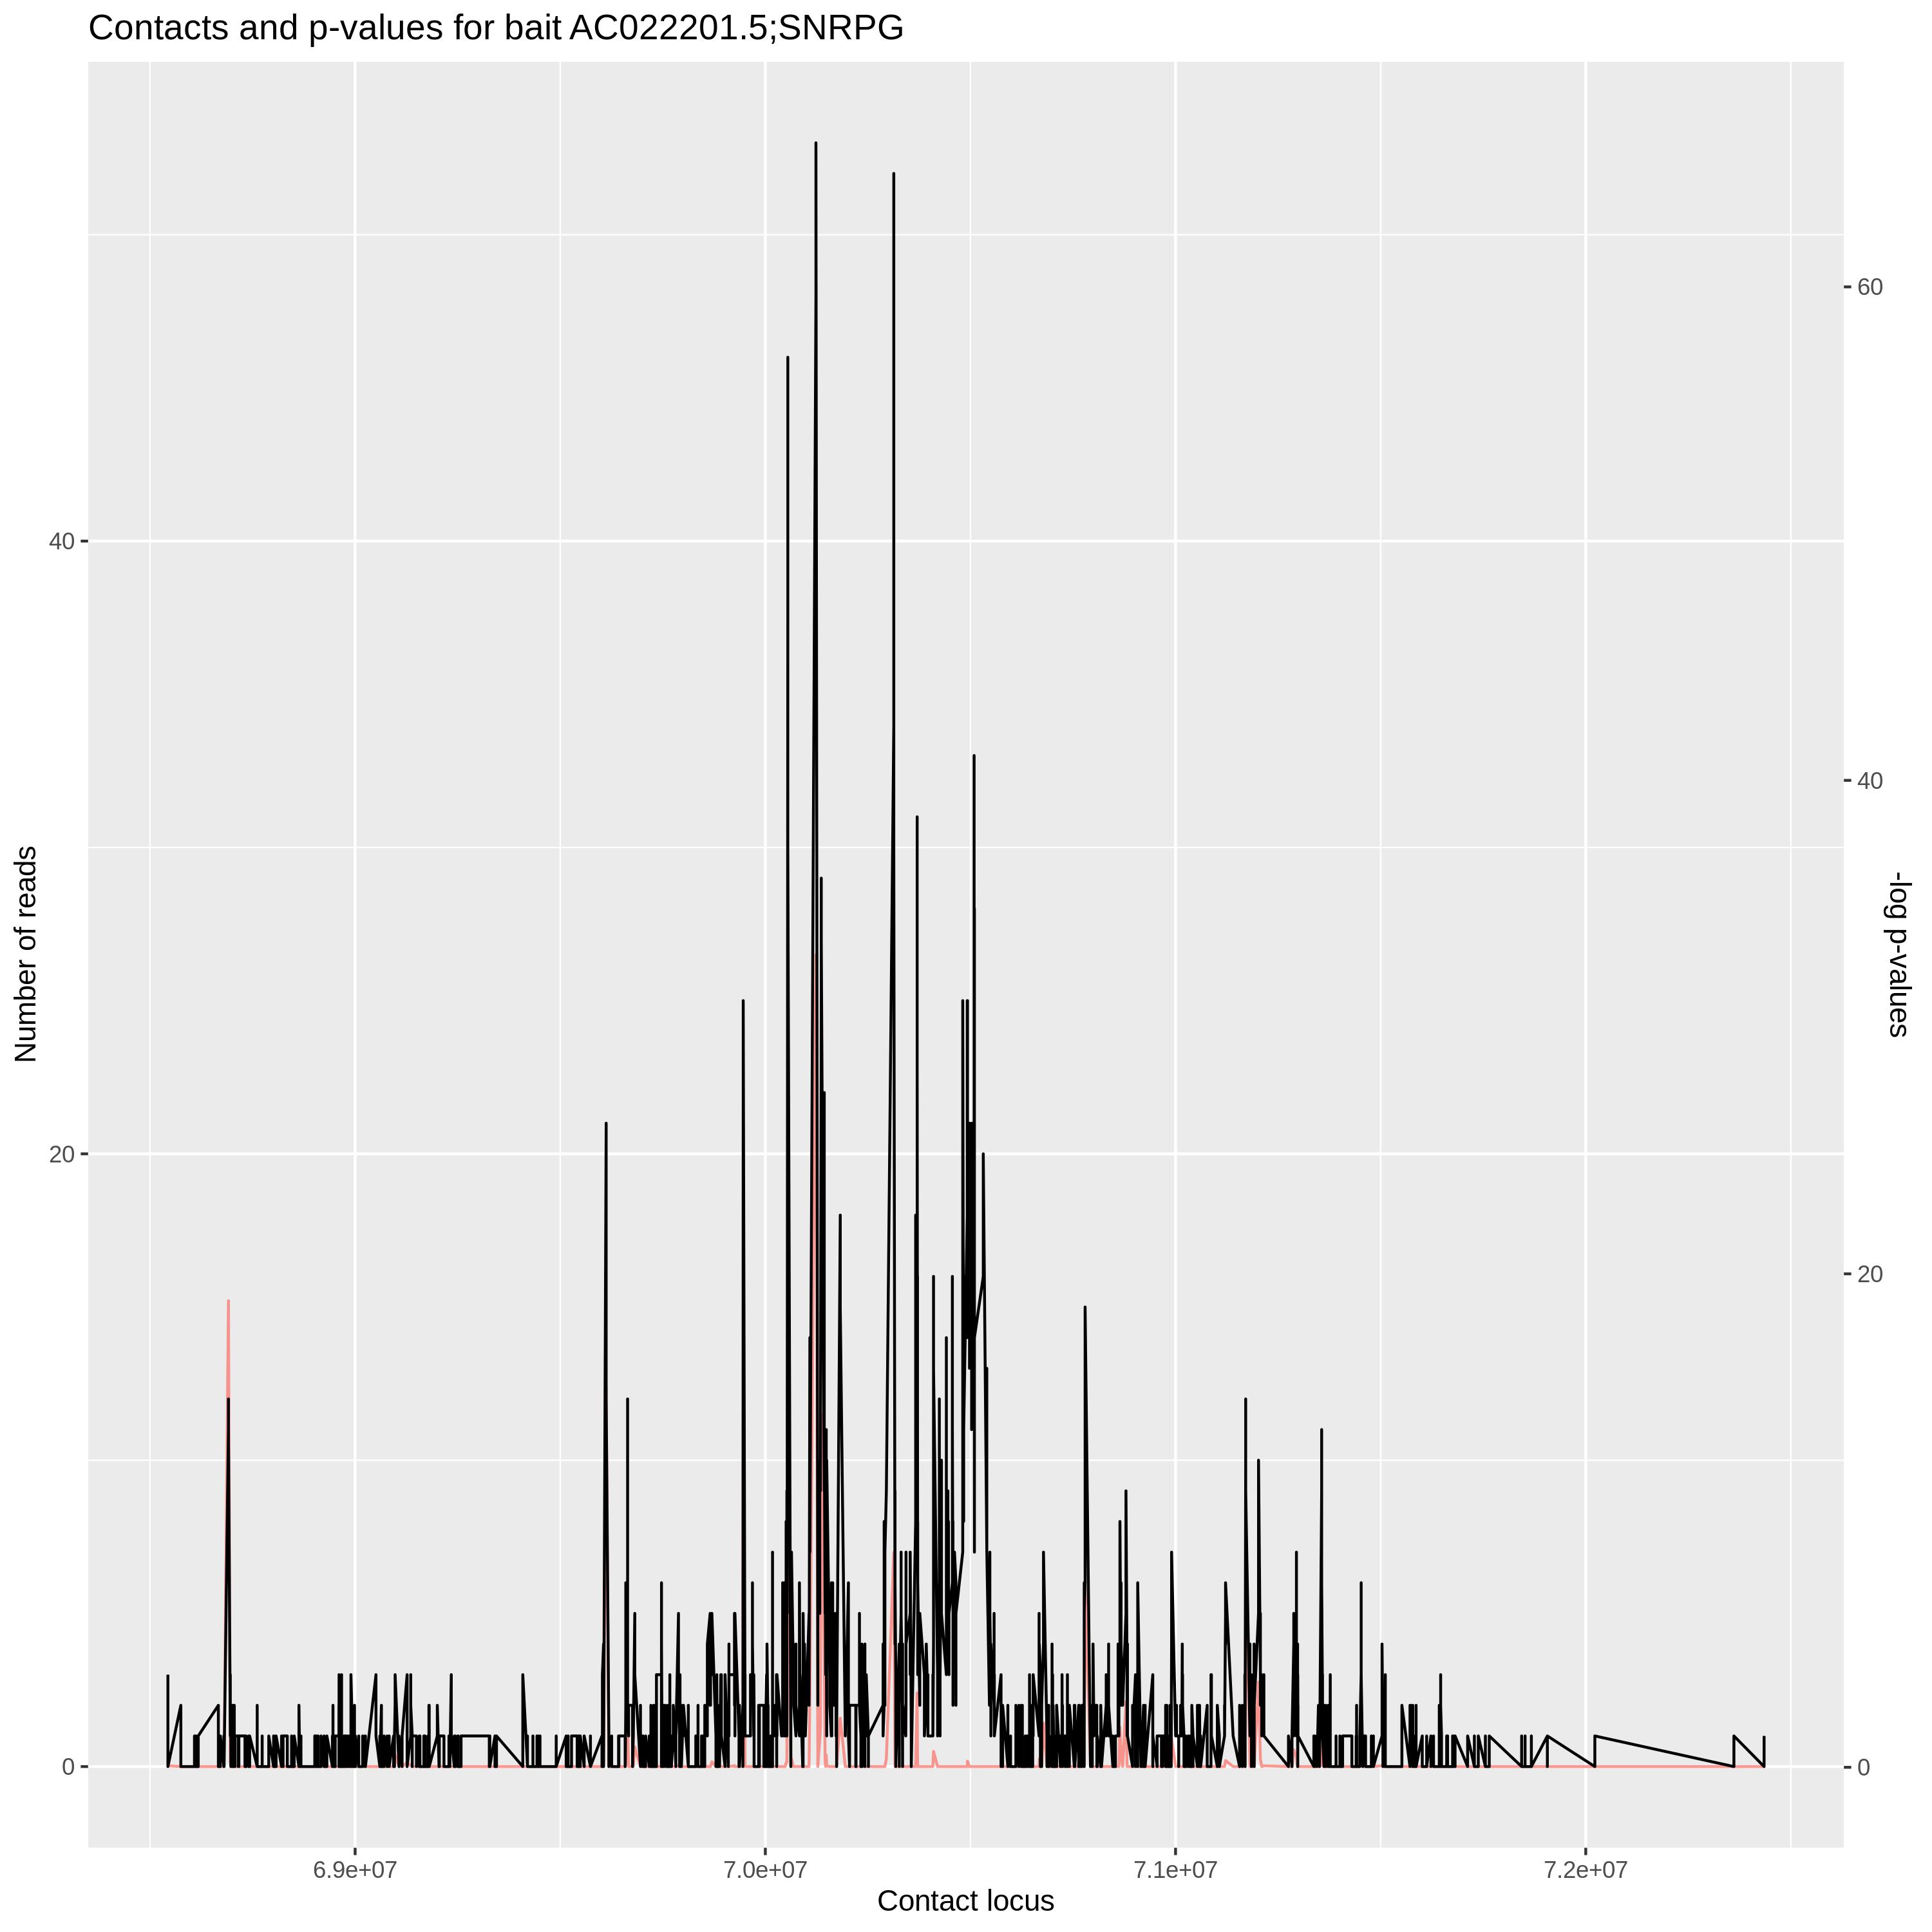 Contacts and p-values for bait AC022201.5;SNRPG
Number of reads
40
20
0
60
40
20
0
-log p-values
6.9e+07 7.0e+07 7.1e+07 7.2e+07
Contact locus